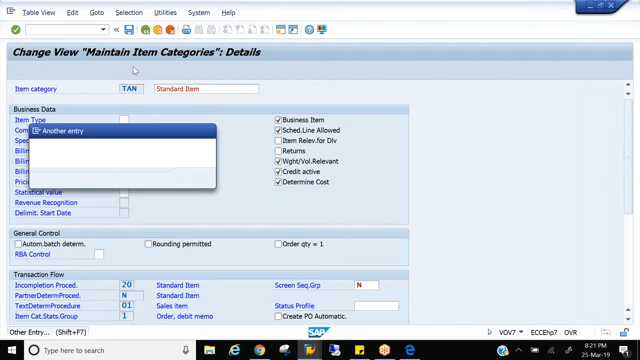 Table View Edit Goto Selection Utilities System Help
Change View "Maintain Item Categories": Details
Item category TAN Standard Item
Business Data
Item Type
Business Item
Com
Sched.Line Allowed
Spec
Item Relev.for Dlv
Billin
Returns
Billin
Wght/Vol.Relevant
Billin
Credit active
Pricin
Determine Cost
Another entry
Statistical value
Revenue Recognition
Delimit. Start Date
General Control
Autom.batch determ. Rounding permitted Order qty = 1
RBA Control
Transaction Flow
Incompletion Proced. 20 Standard Item Screen Seq.Grp N
PartnerDetermProced. N Standard Item
TextDetermProcedure 01 Sales item Status Profile
Item Cat.Stats.Group 1 Order, debit memo Create PO Automatic.
Other Entry... (Shift+F7) SAP VOV7 ECCEhp7 OVR
Type here to search
8:21 PM
25-Mar-19